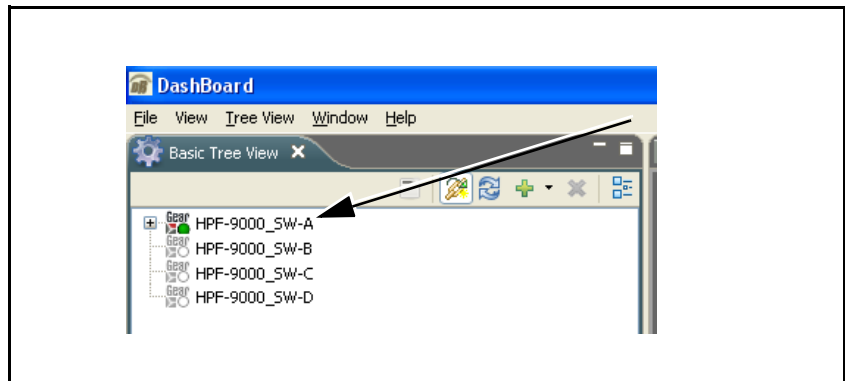 DB DashBoard
File View Tree View Window Help
Basic Tree View
Gear HPF-9000_SW-A
Gear HPF-9000_SW-B
Gear HPF-9000_SW-C
Gear HPF-9000_SW-D